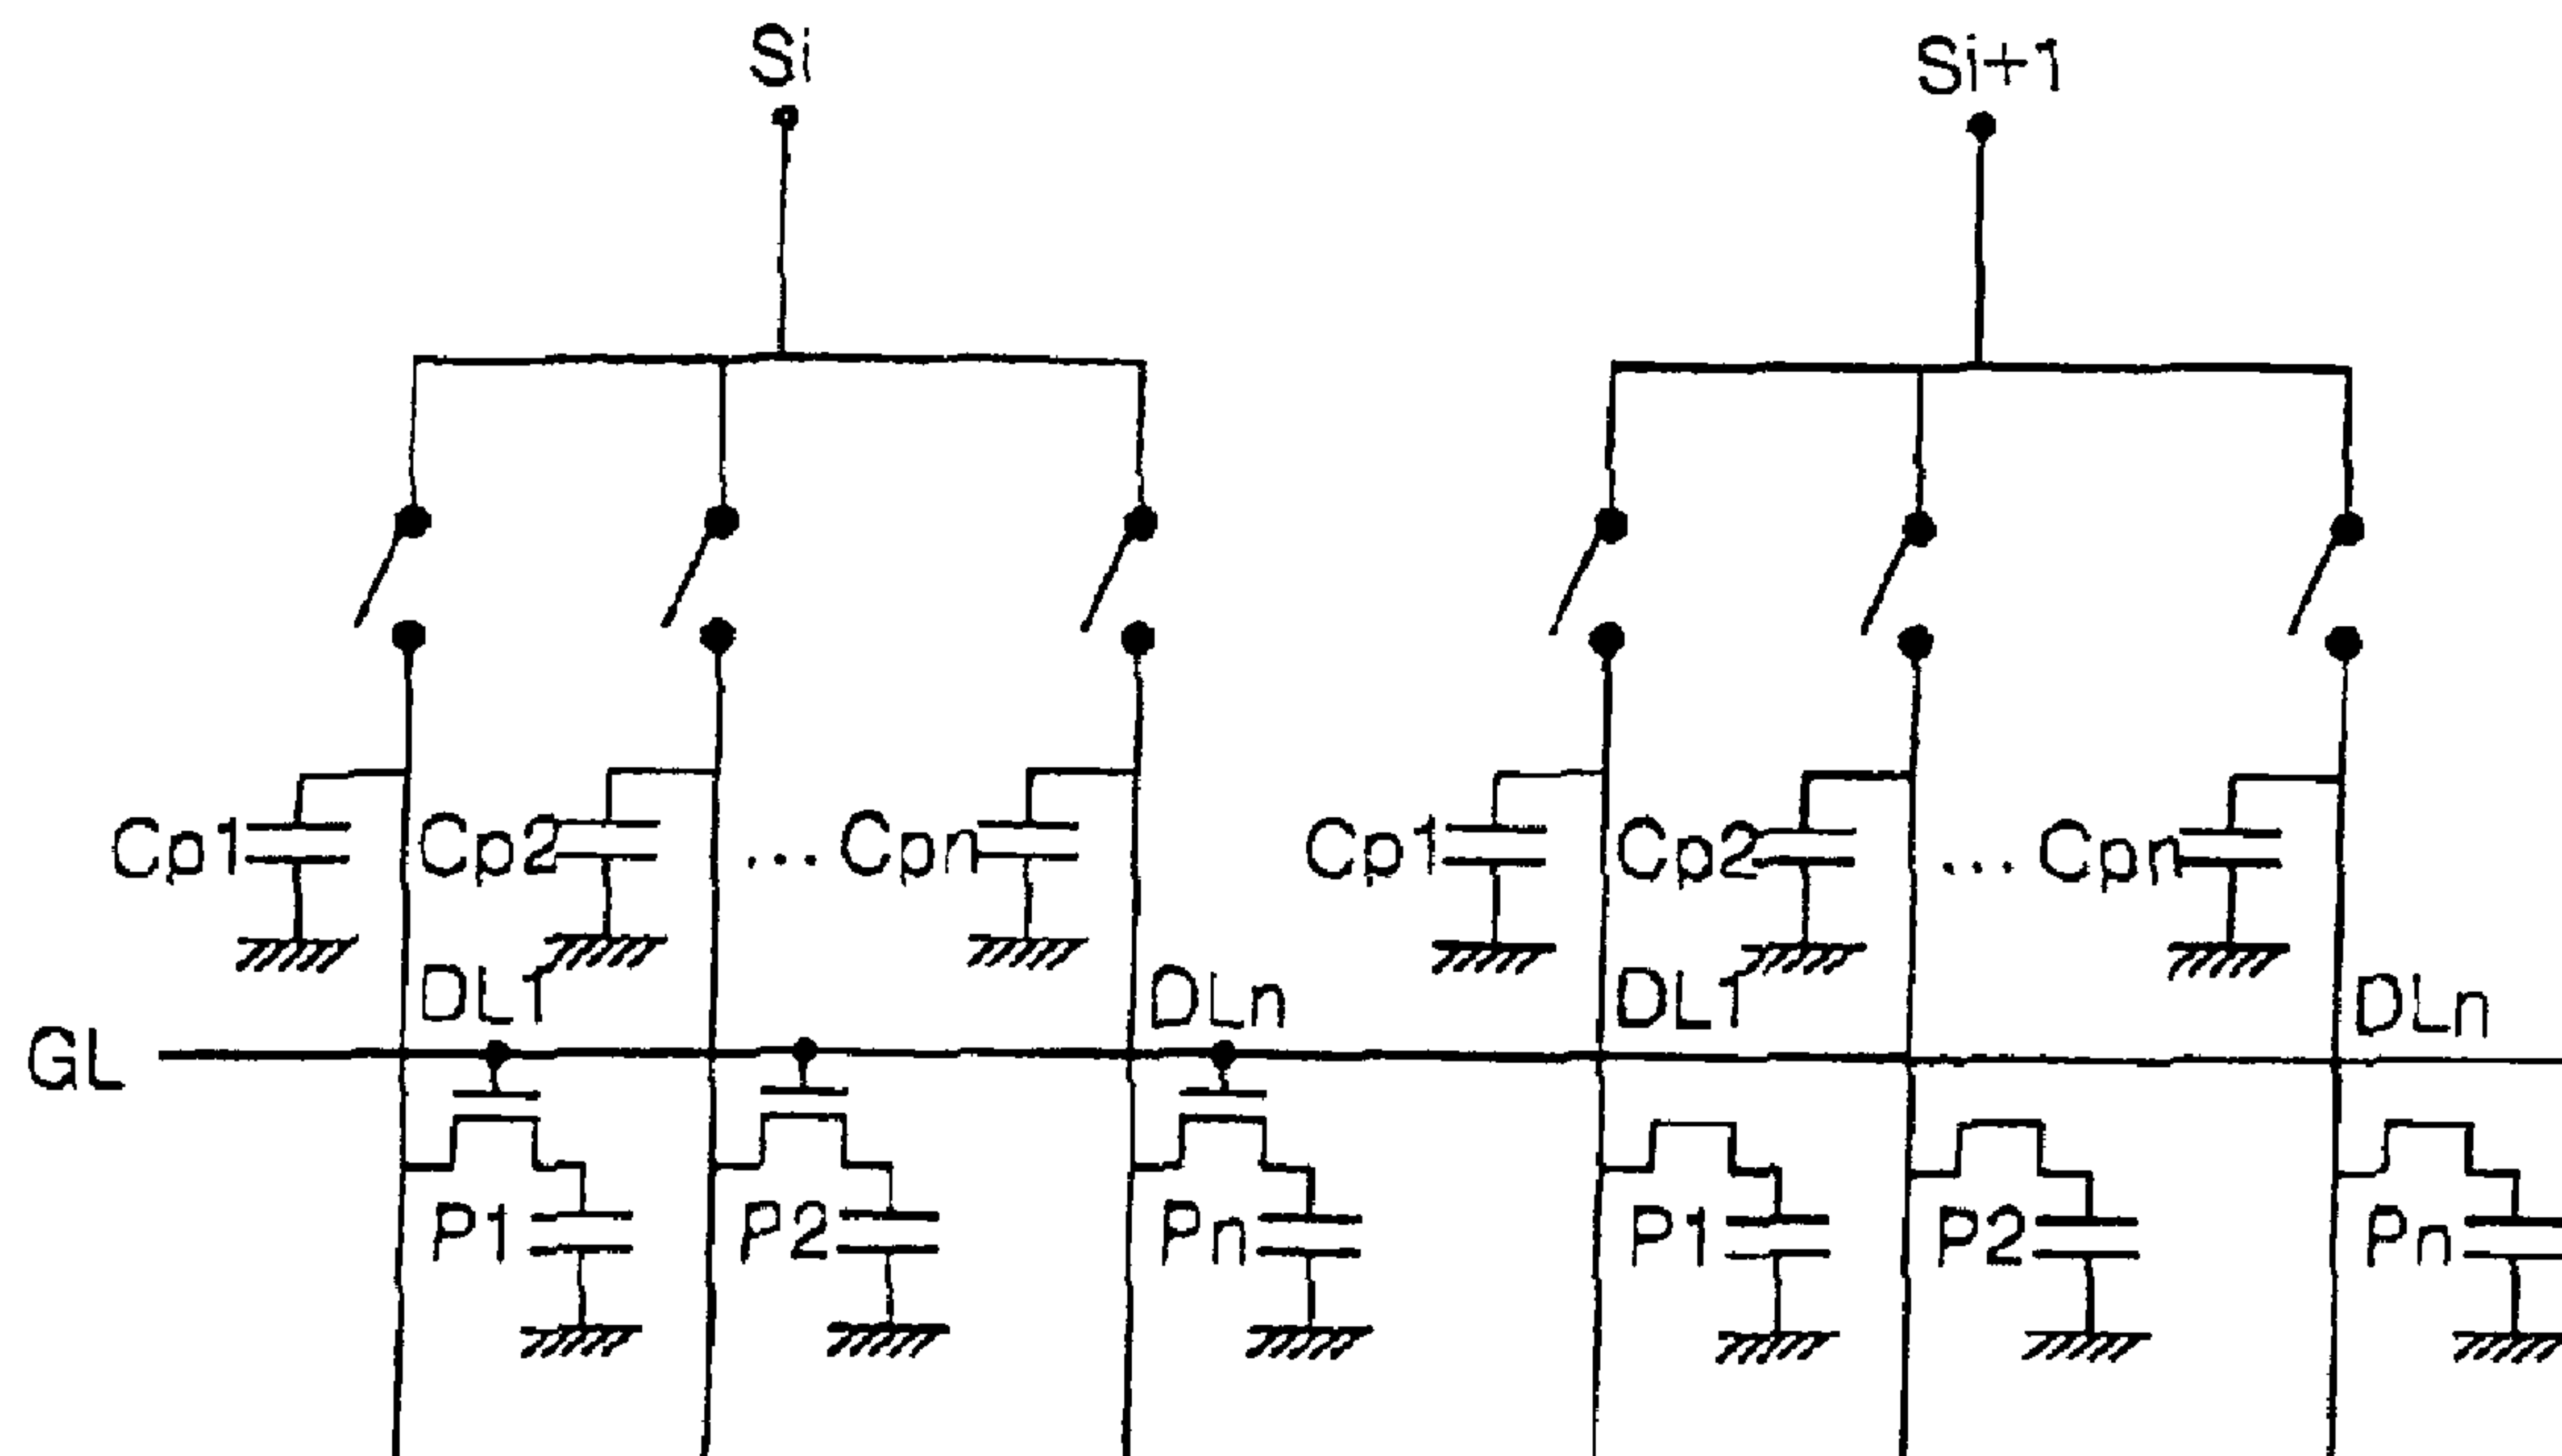 Si Si+1
Cp1 Cp2 ... Cpn Cp1 Cp2 ... Cpn
DL1 DLn DL1 DLn
GL
P1 P2 Pn P1 P2 Pn